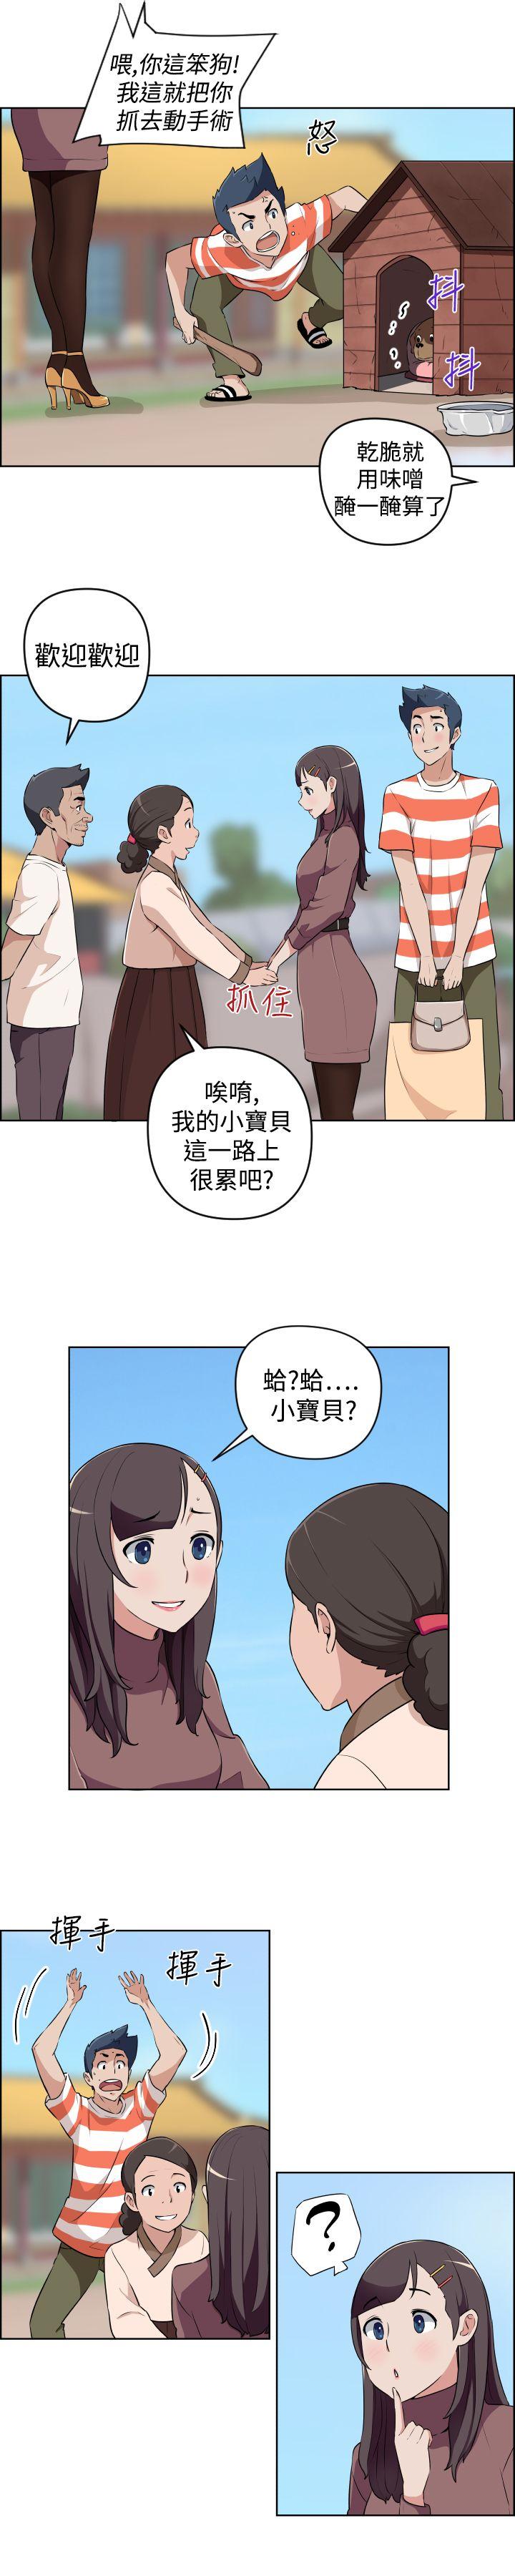 喂,你這笨狗!
我這就把你
抓去動手術
怒
抖
抖
乾脆就
用味噌
醃一醃算了
歡迎歡迎
抓住
唉唷,
我的小寶貝
這一路上
很累吧?
蛤?蛤....
小寶貝?
揮手
揮手
?